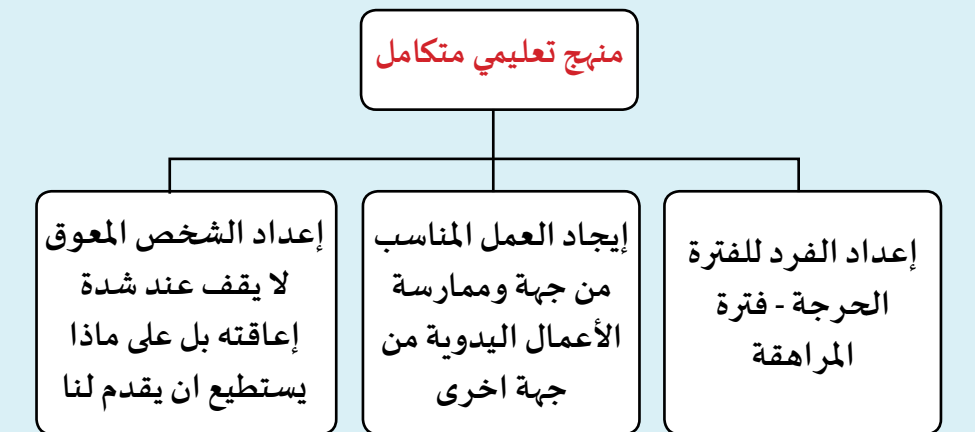 منهج تعليمي متكامل
إعداد الفرد للفترة
الحرجة - فترة
المراهقة
إيجاد العمل المناسب
من جهة وممارسة
الأعمال اليدوية من
جهة اخرى
إعداد الشخص المعوق
لا يقف عند شدة
إعاقته بل على ماذا
يستطيع ان يقدم لنا